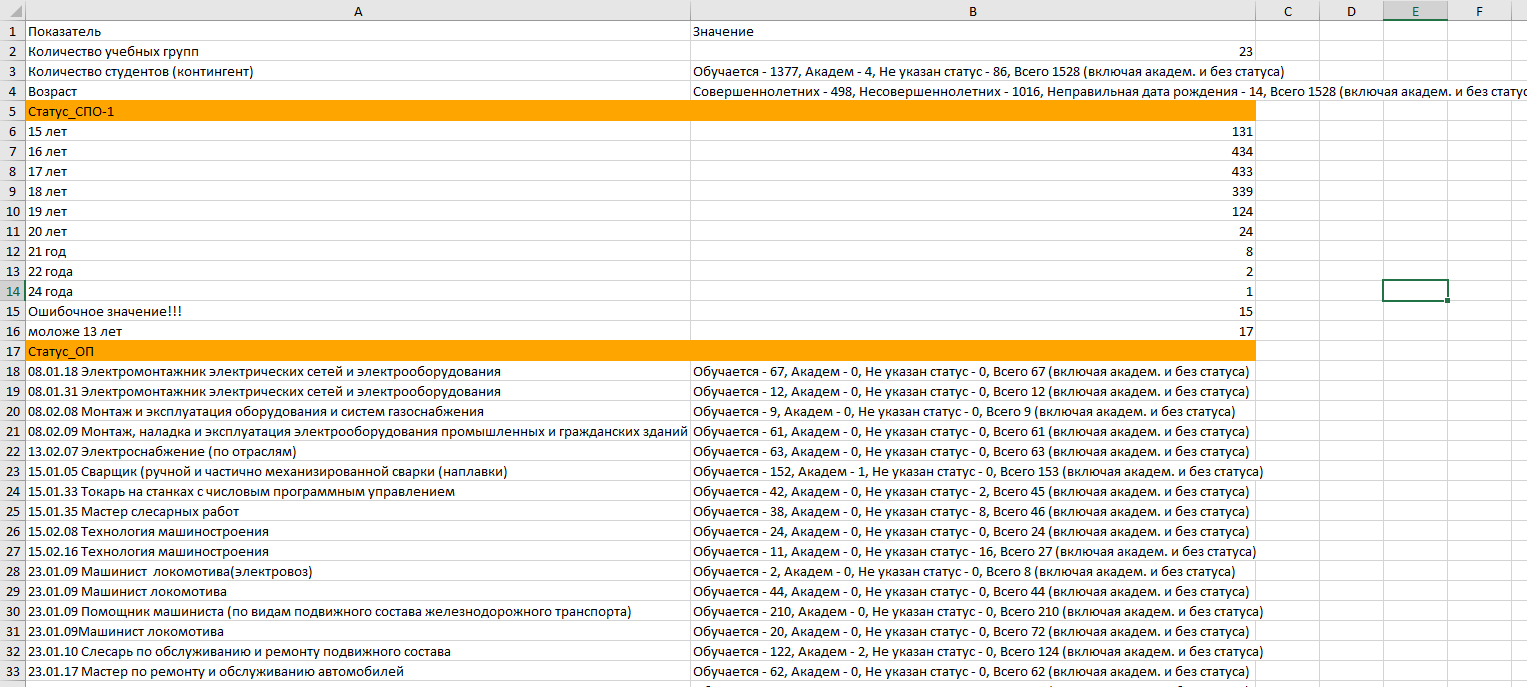 A B C D E F
1 Показатель Значение
2 Количество учебных групп 23
3 Количество студентов (контингент) Обучается - 1377, Академ - 4, Не указан статус - 86, Всего 1528 (включая академ. и без статуса)
4 Возраст Совершеннолетних - 498, Несовершеннолетних - 1016, Неправильная дата рождения - 14, Всего 1528 (включая академ. и без статус
5 Статус_СПО-1
6 15 лет 131
7 16 лет 434
8 17 лет 433
9 18 лет 339
10 19 лет 124
11 20 лет 24
12 21 год 8
13 22 года 2
14 24 года 1
15 Ошибочное значение!!! 15
16 моложе 13 лет 17
17 Статус_ОП
18 08.01.18 Электромонтажник электрических сетей и электрооборудования Обучается - 67, Академ - 0, Не указан статус - 0, Всего 67 (включая академ. и без статуса)
19 08.01.31 Электромонтажник электрических сетей и электрооборудования Обучается - 12, Академ - 0, Не указан статус - 0, Всего 12 (включая академ. и без статуса)
20 08.02.08 Монтаж и эксплуатация оборудования и систем газоснабжения Обучается - 9, Академ - 0, Не указан статус - 0, Всего 9 (включая академ. и без статуса)
21 08.02.09 Монтаж, наладка и эксплуатация электрооборудования промышленных и гражданских зданий Обучается - 61, Академ - 0, Не указан статус - 0, Всего 61 (включая академ. и без статуса)
22 13.02.07 Электроснабжение (по отраслям) Обучается - 63, Академ - 0, Не указан статус - 0, Всего 63 (включая академ. и без статуса)
23 15.01.05 Сварщик (ручной и частично механизированной сварки (наплавки) Обучается - 152, Академ - 1, Не указан статус - 0, Всего 153 (включая академ. и без статуса)
24 15.01.33 Токарь на станках с числовым программным управлением Обучается - 42, Академ - 0, Не указан статус - 2, Всего 45 (включая академ. и без статуса)
25 15.01.35 Мастер слесарных работ Обучается - 38, Академ - 0, Не указан статус - 8, Всего 46 (включая академ. и без статуса)
26 15.02.08 Технология машиностроения Обучается - 24, Академ - 0, Не указан статус - 0, Всего 24 (включая академ. и без статуса)
27 15.02.16 Технология машиностроения Обучается - 11, Академ - 0, Не указан статус - 16, Всего 27 (включая академ. и без статуса)
28 23.01.09 Машинист  локомотива(электровоз) Обучается - 2, Академ - 0, Не указан статус - 0, Всего 8 (включая академ. и без статуса)
29 23.01.09 Машинист локомотива Обучается - 44, Академ - 0, Не указан статус - 0, Всего 44 (включая академ. и без статуса)
30 23.01.09 Помощник машиниста (по видам подвижного состава железнодорожного транспорта) Обучается - 210, Академ - 0, Не указан статус - 0, Всего 210 (включая академ. и без статуса)
31 23.01.09Машинист локомотива Обучается - 20, Академ - 0, Не указан статус - 0, Всего 72 (включая академ. и без статуса)
32 23.01.10 Слесарь по обслуживанию и ремонту подвижного состава Обучается - 122, Академ - 2, Не указан статус - 0, Всего 124 (включая академ. и без статуса)
33 23.01.17 Мастер по ремонту и обслуживанию автомобилей Обучается - 62, Академ - 0, Не указан статус - 0, Всего 62 (включая академ. и без статуса)